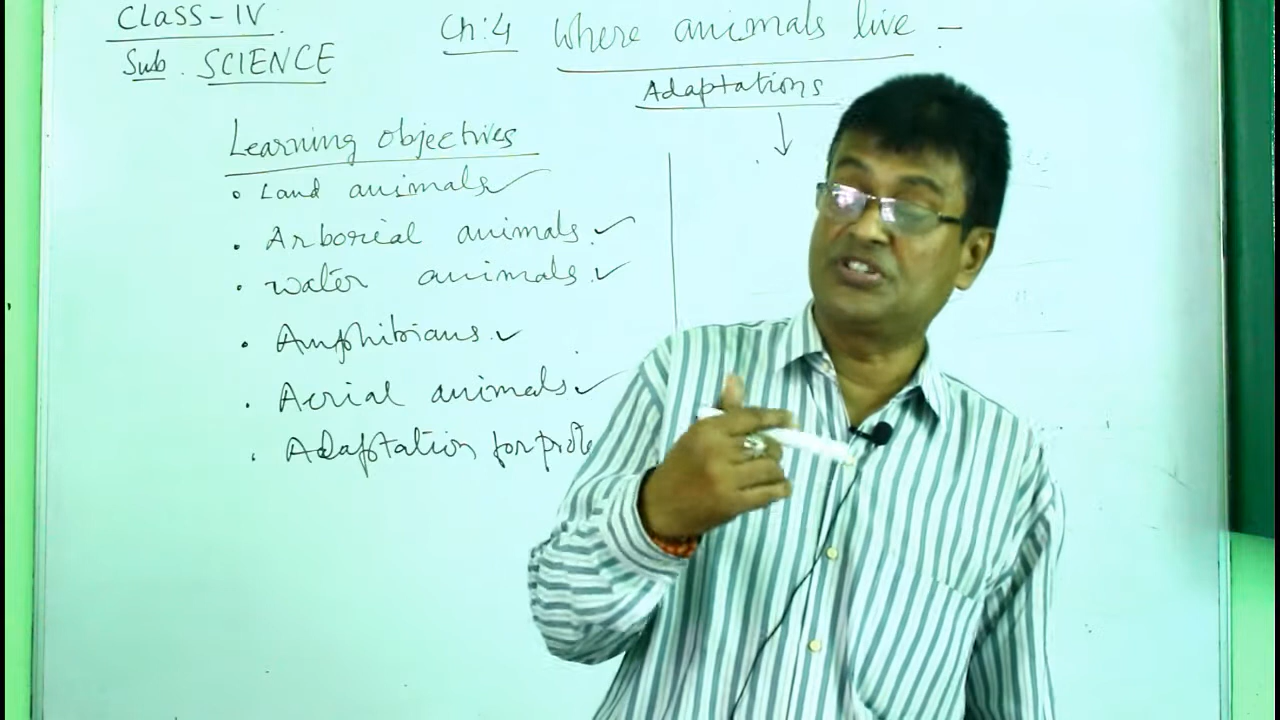 Class - IV
Sub. SCIENCE
Ch:4 Where animals live -
Adaptations
Learning objectives
• Land animals ✓
• Arborial animals. ✓
• water animals. ✓
• Amphibians. ✓
• Aerial animals. ✓
• Adaptation for